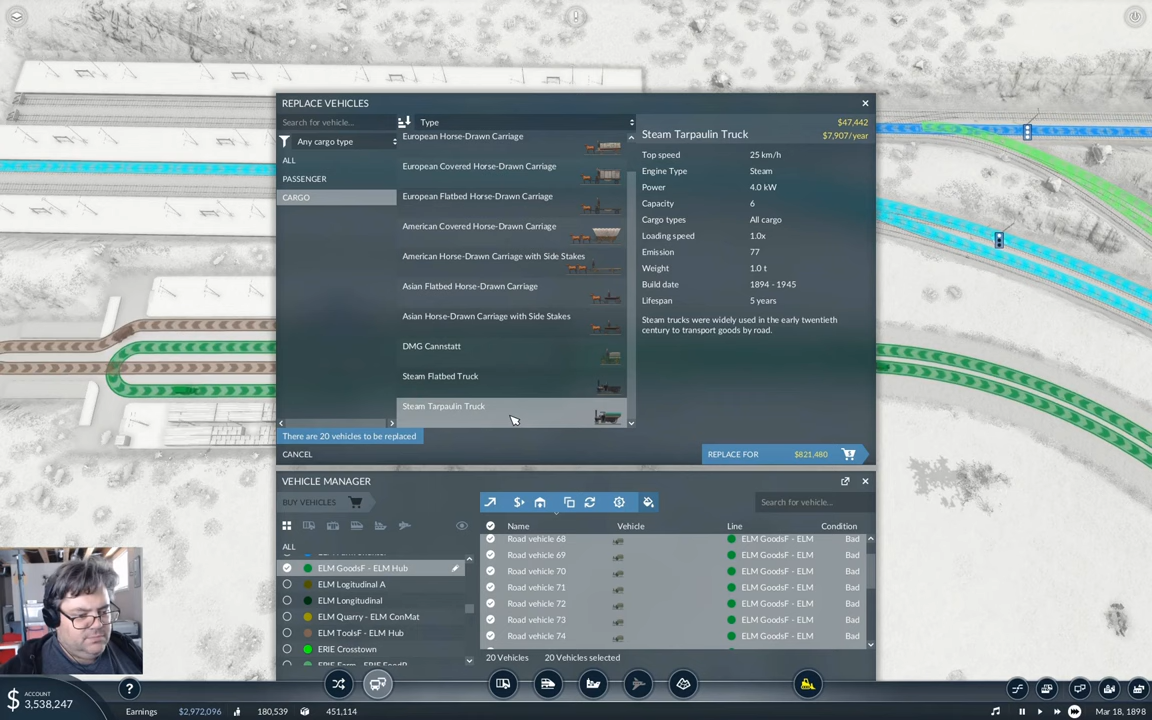 REPLACE VEHICLES
Search for vehicle...
Type
$47,442
Steam Tarpaulin Truck
$7,907/year
Any cargo type
ALL
PASSENGER
CARGO
European Horse-Drawn Carriage
European Covered Horse-Drawn Carriage
European Flatbed Horse-Drawn Carriage
American Covered Horse-Drawn Carriage
American Horse-Drawn Carriage with Side Stakes
Asian Flatbed Horse-Drawn Carriage
Asian Horse-Drawn Carriage with Side Stakes
DMG Cannstatt
Steam Flatbed Truck
Steam Tarpaulin Truck
Top speed 25 km/h
Engine Type Steam
Power 4.0 kW
Capacity 6
Cargo types All cargo
Loading speed 1.0x
Emission 77
Weight 1.0 t
Build date 1894 - 1945
Lifespan 5 years
Steam trucks were widely used in the early twentieth
century to transport goods by road.
There are 20 vehicles to be replaced
CANCEL
REPLACE FOR $821,480
VEHICLE MANAGER
BUY VEHICLES
Search for vehicle...
Name Vehicle Line Condition
ALL
ELM GoodsF - ELM Hub
ELM Logitudinal A
ELM Longitudinal
ELM Quarry - ELM ConMat
ELM ToolsF - ELM Hub
ERIE Crosstown
ERIE Farm - ERIE FoodP
Road vehicle 68 ELM GoodsF - ELM Bad
Road vehicle 69 ELM GoodsF - ELM Bad
Road vehicle 70 ELM GoodsF - ELM Bad
Road vehicle 71 ELM GoodsF - ELM Bad
Road vehicle 72 ELM GoodsF - ELM Bad
Road vehicle 73 ELM GoodsF - ELM Bad
Road vehicle 74 ELM GoodsF - ELM Bad
20 Vehicles 20 Vehicles selected
$ ACCOUNT
3,538,247
?
Earnings $2,972,096 180,539 451,114
Mar 18, 1898